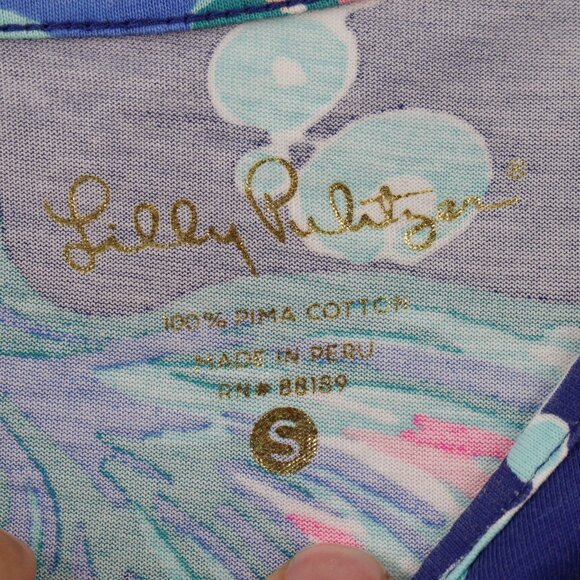 Lilly Pulitzer®
100% PIMA COTTON
MADE IN PERU
RN# 88189
S